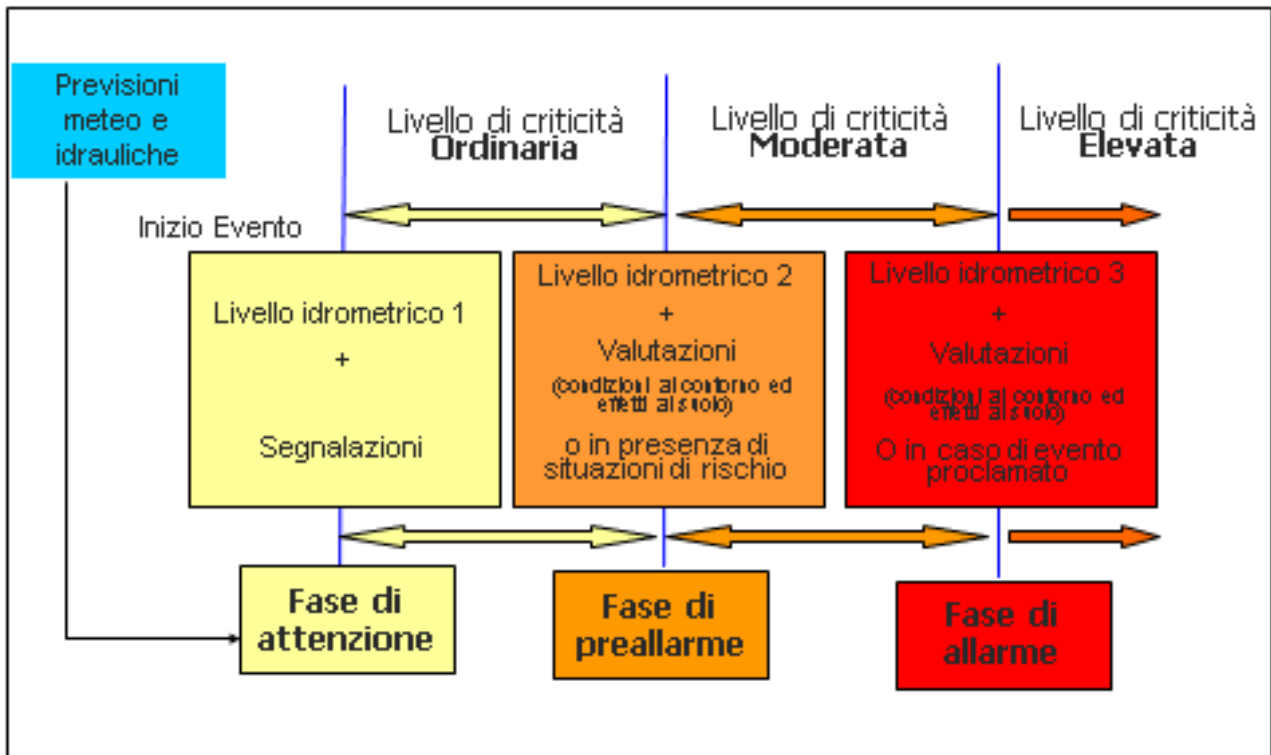 Previsioni
meteo e
idrauliche
Livello di criticità
Ordinaria
Livello di criticità
Moderata
Livello di criticità
Elevata
Inizio Evento
Livello idrometrico 1
+
Segnalazioni
Livello idrometrico 2
+
Valutazioni
(condizioni al contorno ed
effetti al suolo)
o in presenza di
situazioni di rischio
Livello idrometrico 3
+
Valutazioni
(condizioni al contorno ed
effetti al suolo)
O in caso di evento
proclamato
Fase di
attenzione
Fase di
preallarme
Fase di
allarme